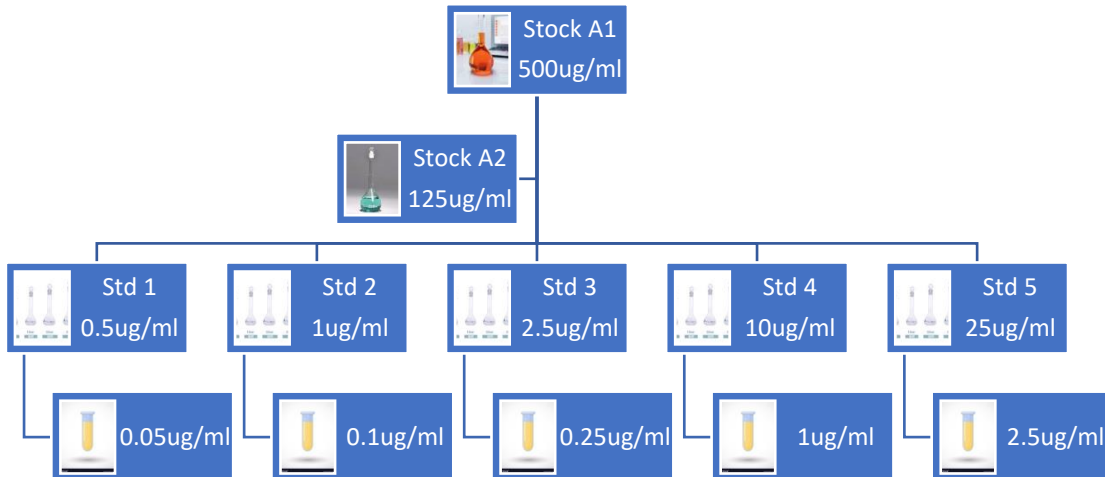 Stock A1
500ug/ml
Stock A2
125ug/ml
Std 1
0.5ug/ml
Std 2
1ug/ml
Std 3
2.5ug/ml
Std 4
10ug/ml
Std 5
25ug/ml
0.05ug/ml
0.1ug/ml
0.25ug/ml
1ug/ml
2.5ug/ml